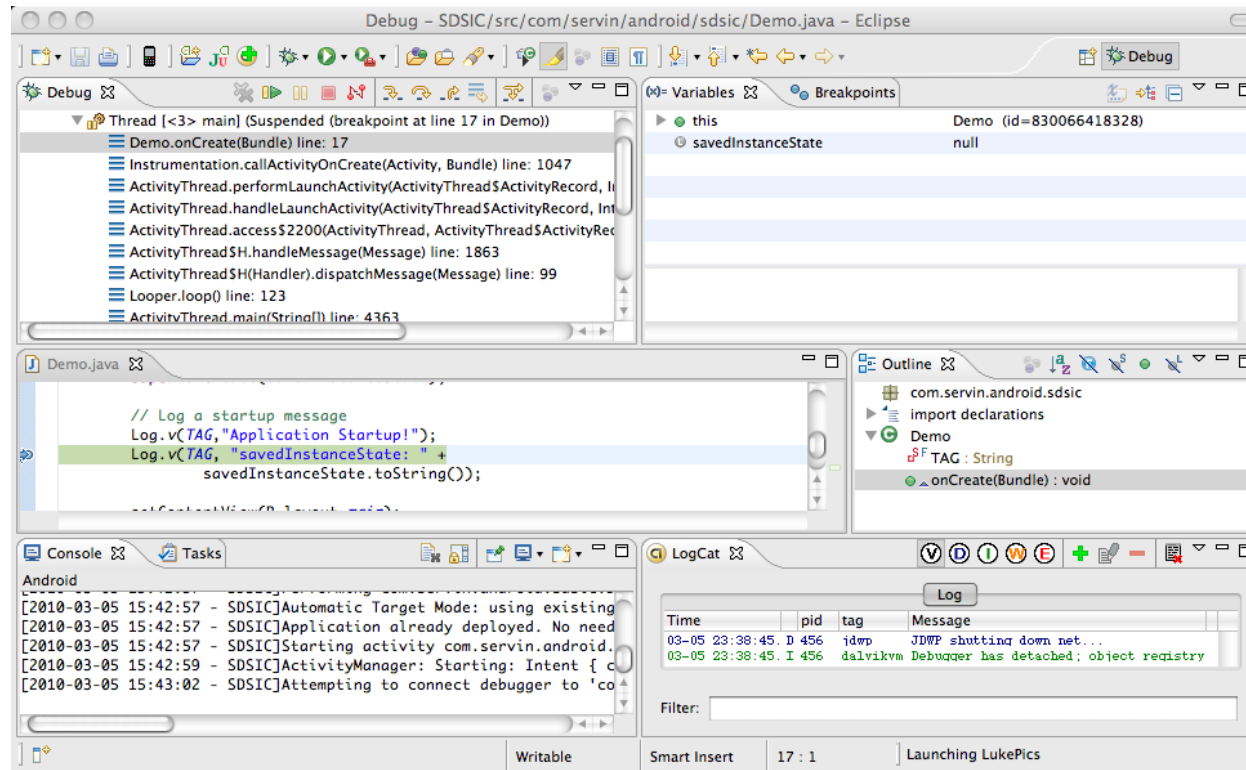 Debug – SDSIC/src/com/servin/android/sdsic/Demo.java – Eclipse
Debug
Debug
Thread [<3> main] (Suspended (breakpoint at line 17 in Demo))
Demo.onCreate(Bundle) line: 17
Instrumentation.callActivityOnCreate(Activity, Bundle) line: 1047
ActivityThread.performLaunchActivity(ActivityThread$ActivityRecord, I
ActivityThread.handleLaunchActivity(ActivityThread$ActivityRecord, Int
ActivityThread.access$2200(ActivityThread, ActivityThread$ActivityRec
ActivityThread$H.handleMessage(Message) line: 1863
ActivityThread$H(Handler).dispatchMessage(Message) line: 99
Looper.loop() line: 123
ActivityThread.main(String[]) line: 4363
(x)= Variables
Breakpoints
this Demo (id=830066418328)
savedInstanceState null
Demo.java
// Log a startup message
Log.v(TAG,"Application Startup!");
Log.v(TAG, "savedInstanceState: " +
savedInstanceState.toString());
setContentView(R.layout.main);
Outline
com.servin.android.sdsic
import declarations
Demo
TAG : String
onCreate(Bundle) : void
Console
Tasks
Android
[2010-03-05 15:42:57 - SDSIC]Automatic Target Mode: using existing
[2010-03-05 15:42:57 - SDSIC]Application already deployed. No need
[2010-03-05 15:42:57 - SDSIC]Starting activity com.servin.android.
[2010-03-05 15:42:59 - SDSIC]ActivityManager: Starting: Intent { c
[2010-03-05 15:43:02 - SDSIC]Attempting to connect debugger to 'co
LogCat
V D I W E
Log
Time pid tag Message
03-05 23:38:45. D 456 jdwp JDWP shutting down net...
03-05 23:38:45. I 456 dalvikvm Debugger has detached; object registry
Filter:
Writable
Smart Insert
17 : 1
Launching LukePics